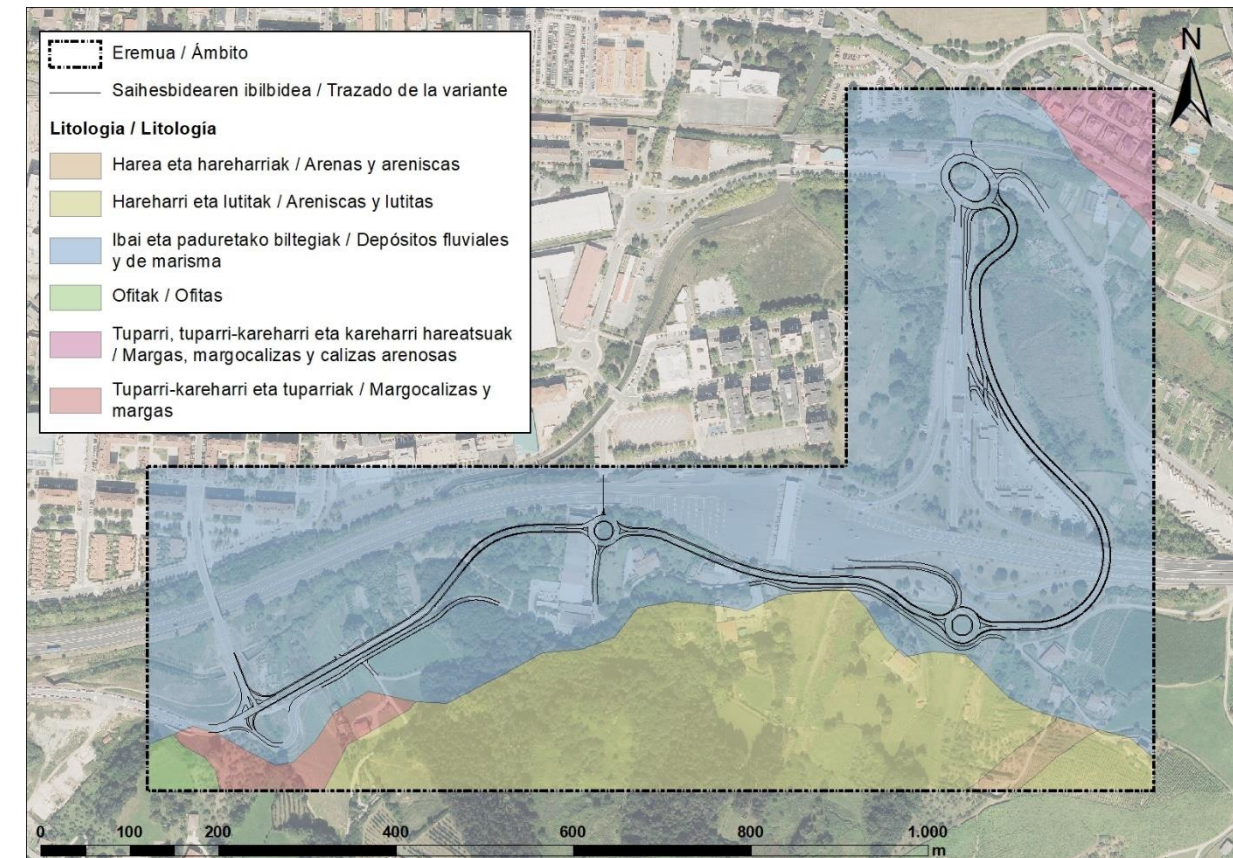 Eremua / Ámbito
Saihesbidearen ibilbidea / Trazado de la variante
Litologia / Litología
Harea eta hareharriak / Arenas y areniscas
Hareharri eta lutitak / Areniscas y lutitas
Ibai eta paduretako biltegiak / Depósitos fluviales
y de marisma
Ofitak / Ofitas
Tuparri, tuparri-kareharri eta kareharri hareatsuak
/ Margas, margocalizas y calizas arenosas
Tuparri-kareharri eta tuparriak / Margocalizas y
margas
N
0 100 200 400 600 800 1.000
m